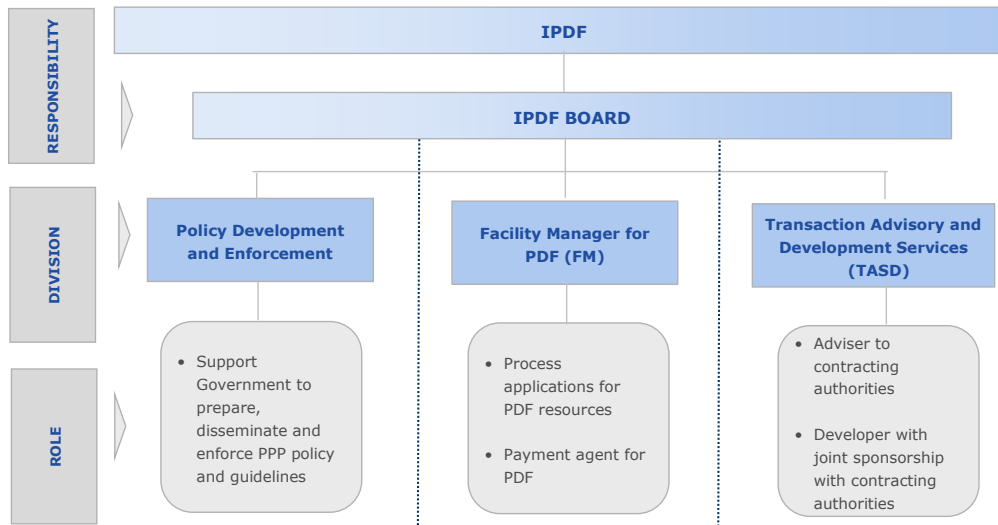 RESPONSIBILITY
IPDF
IPDF BOARD
DIVISION
Policy Development
and Enforcement
Facility Manager for
PDF (FM)
Transaction Advisory and
Development Services
(TASD)
ROLE
• Support
Government to
prepare,
disseminate and
enforce PPP policy
and guidelines
• Process
applications for
PDF resources
• Payment agent for
PDF
• Adviser to
contracting
authorities
• Developer with
joint sponsorship
with contracting
authorities